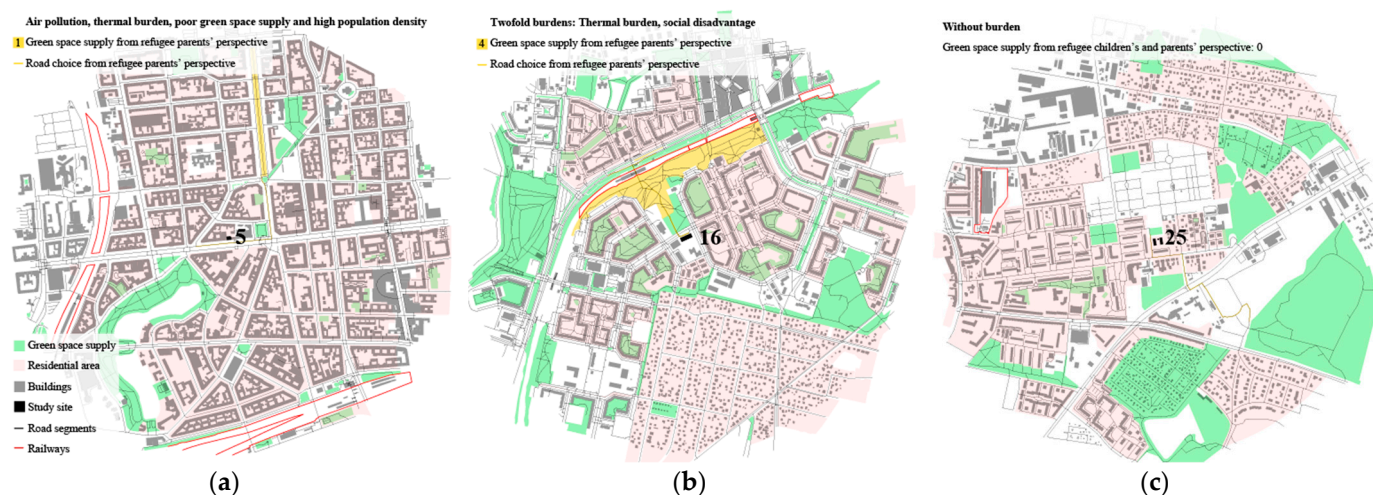 Air pollution, thermal burden, poor green space supply and high population density
1 Green space supply from refugee parents' perspective
Road choice from refugee parents' perspective
5
Green space supply
Residential area
Buildings
Study site
Road segments
Railways
(a)
Twofold burdens: Thermal burden, social disadvantage
4 Green space supply from refugee parents' perspective
Road choice from refugee parents' perspective
16
(b)
Without burden
Green space supply from refugee children's and parents' perspective: 0
25
(c)